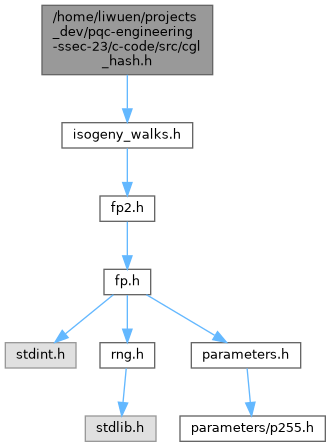 /home/liwuen/projects
_dev/pqc-engineering
-ssec-23/c-code/src/cgl
_hash.h
isogeny_walks.h
fp2.h
fp.h
stdint.h
rng.h
parameters.h
stdlib.h
parameters/p255.h